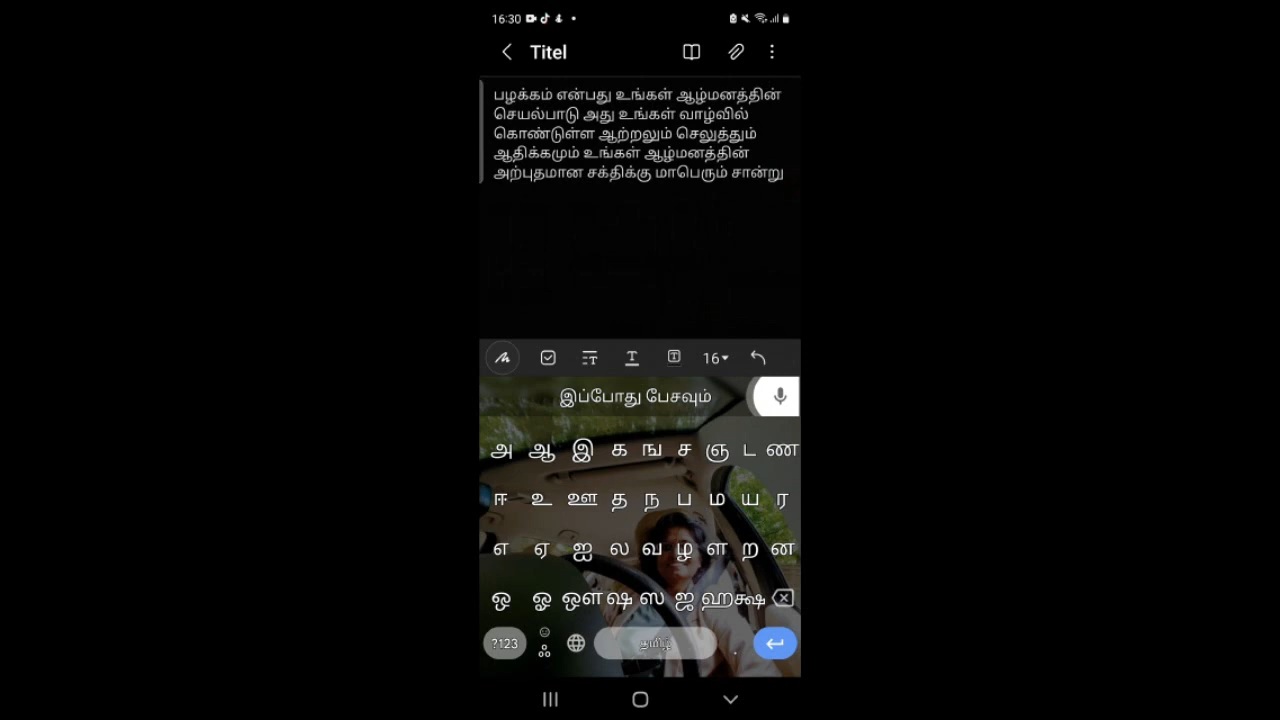 16:30
Titel
பழக்கம் என்பது உங்கள் ஆழ்மனத்தின்
செயல்பாடு அது உங்கள் வாழ்வில்
கொண்டுள்ள ஆற்றலும் செலுத்தும்
ஆதிக்கமும் உங்கள் ஆழ்மனத்தின்
அற்புதமான சக்திக்கு மாபெரும் சான்று
16
இப்போது பேசவும்
அ ஆ இ க ங ச ஞ ட ண
ஈ உ ஊ த ந ப ம ய ர
எ ஏ ஐ ல வ ழ ள ற ன
ஒ ஓ ஔ ஷ ஸ ஜ ஹ க்ஷ
?123 தமிழ் .